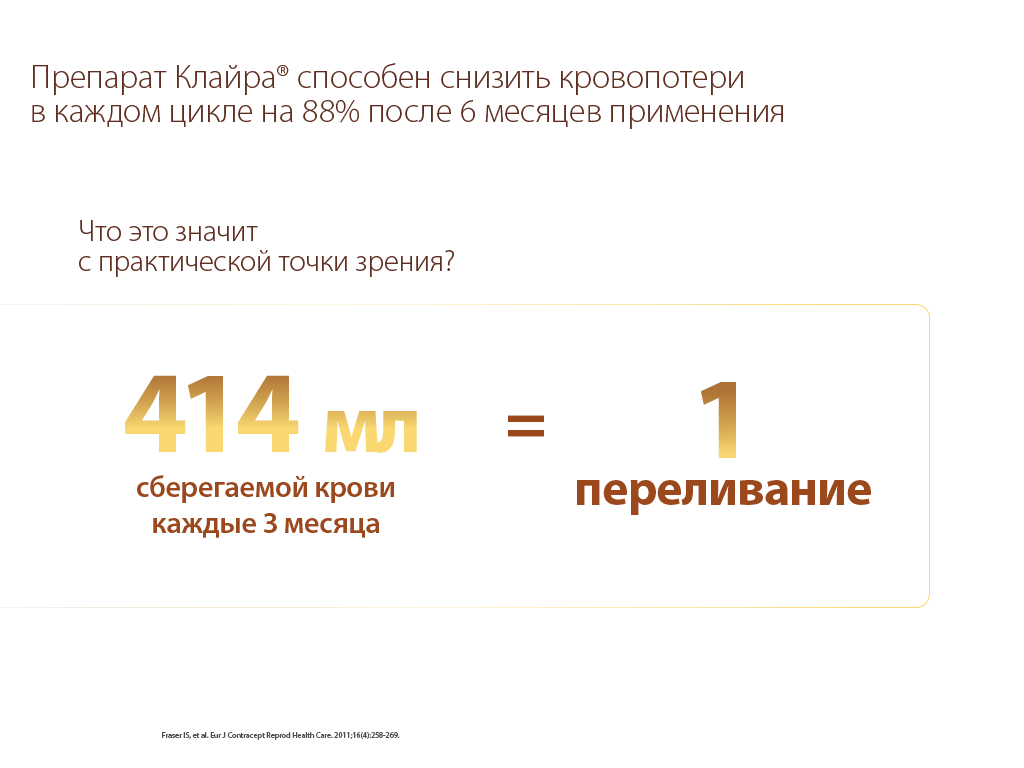 Препарат Клайра® способен снизить кровопотери
в каждом цикле на 88% после 6 месяцев применения
Что это значит
с практической точки зрения?
414 мл
сберегаемой крови
каждые 3 месяца
=
1
переливание
Fraser IS, et al. Eur J Contracept Reprod Health Care. 2011;16(4):258-269.